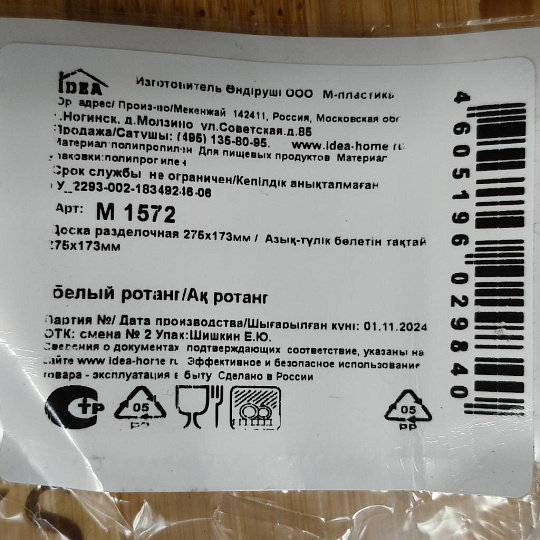 IDEA
Изготовитель Өндіруші ООО М-пластика
Юр адрес/ Произ-во/Мекенжай 142411, Россия, Московская обл
г.Ногинск, д.Молзино ул.Советская.д.85
Продажа/Сатушы: (495) 135-80-95. www.idea-home ru
Материал полипропилен Для пищевых продуктов Материал
упаковки:полипропилен
Срок службы не ограничен/Кепілдік анықталмаған
ТУ_2293-002-18349246-06
Арт: М 1572
Доска разделочная 275х173мм / Азық-түлік бөлетін тақтай
275х173мм
белый ротанг/Ақ ротанг
Партия №/ Дата производства/Шығарылған күні: 01.11.2024
ОТК: смена № 2 Упак:Шишкин Е.Ю.
Сведения о документах подтверждающих соответствие, указаны на
сайте www idea-home ru Эффективное и безопасное использование
товара - эксплуатация в быту Сделано в России
СТР
05
PP
05
PP
4605196029840